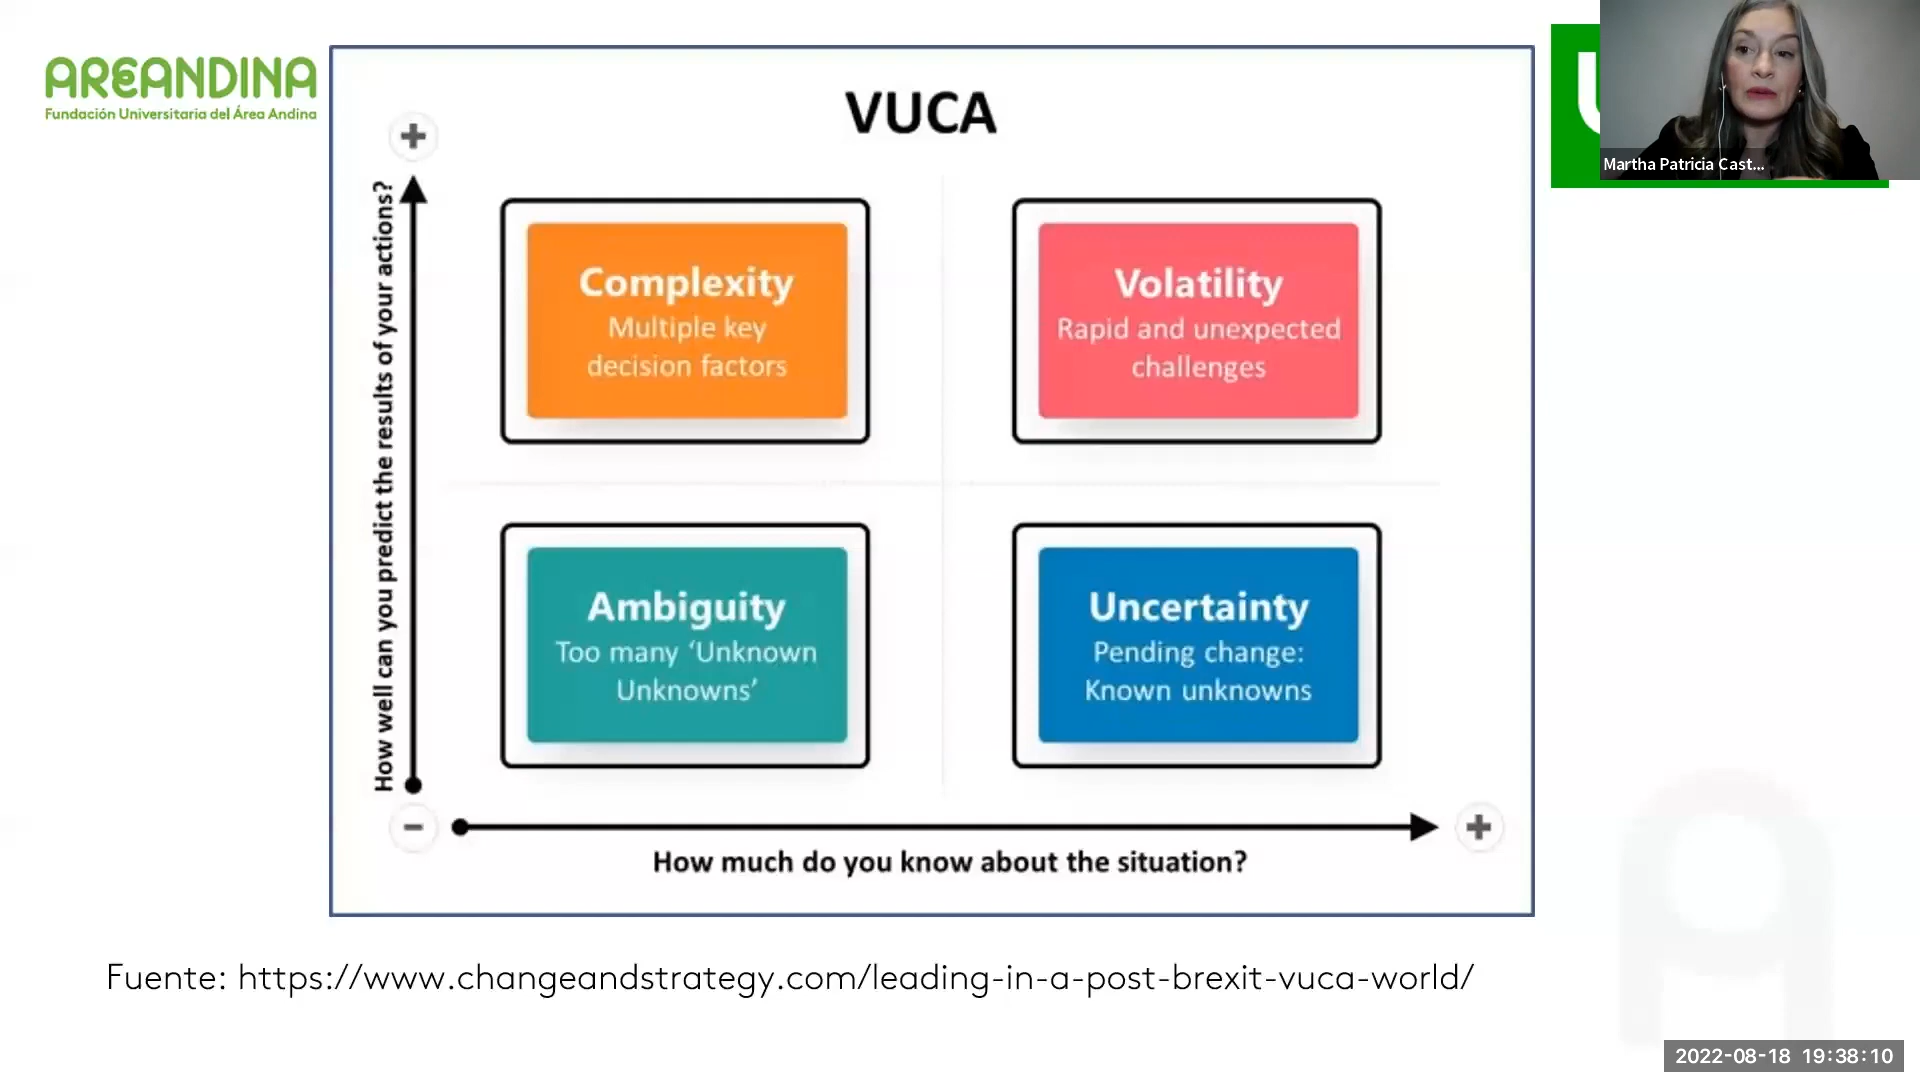 AREANDINA
Fundación Universitaria del Área Andina
Martha Patricia Cast...
VUCA
How well can you predict the results of your actions?
Complexity
Multiple key
decision factors
Volatility
Rapid and unexpected
challenges
Ambiguity
Too many ‘Unknown
Unknowns’
Uncertainty
Pending change:
Known unknowns
How much do you know about the situation?
Fuente: https://www.changeandstrategy.com/leading-in-a-post-brexit-vuca-world/
2022-08-18 19:38:10